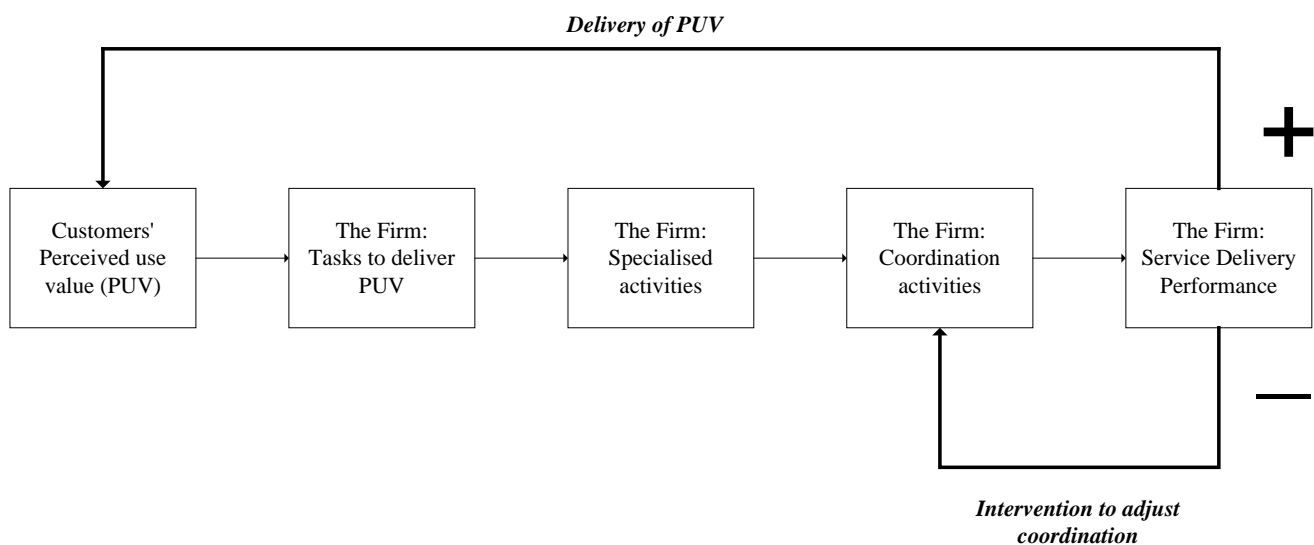 Delivery of PUV
+
Customers'
Perceived use
value (PUV)
The Firm:
Tasks to deliver
PUV
The Firm:
Specialised
activities
The Firm:
Coordination
activities
The Firm:
Service Delivery
Performance
—
Intervention to adjust
coordination